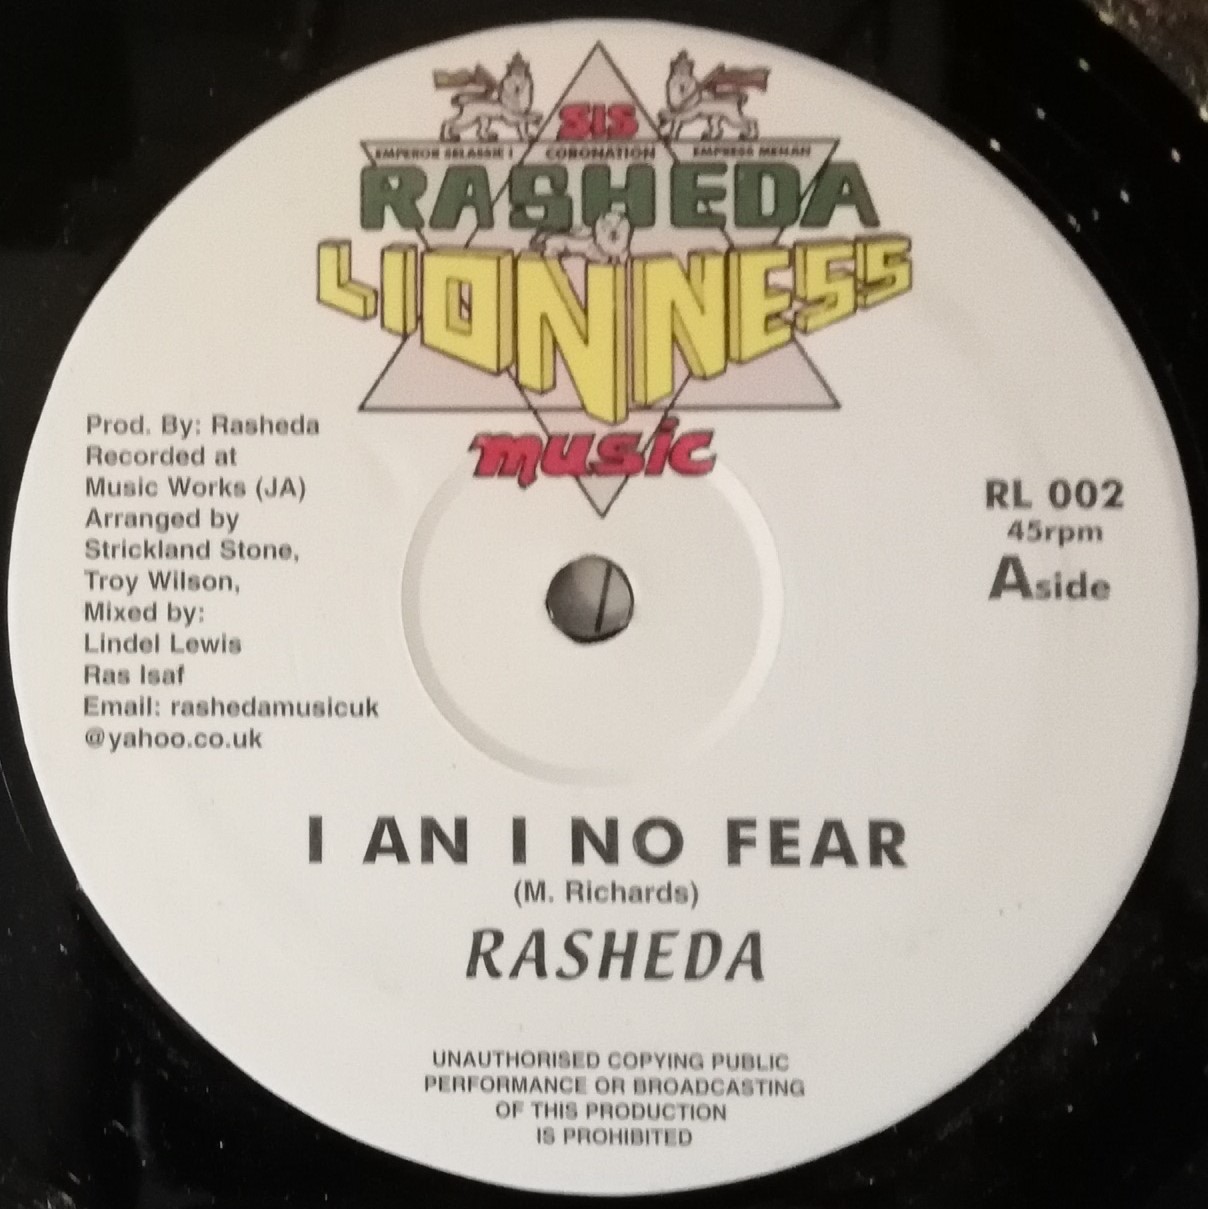 SIS
EMPEROR SELASSIE I CORONATION EMPRESS MENAN
RASHEDA
LIONNESS
music
Prod. By: Rasheda
Recorded at
Music Works (JA)
Arranged by
Strickland Stone,
Troy Wilson,
Mixed by:
Lindel Lewis
Ras Isaf
Email: rashedamusicuk
@yahoo.co.uk
RL 002
45rpm
Aside
I AN I NO FEAR
(M. Richards)
RASHEDA
UNAUTHORISED COPYING PUBLIC
PERFORMANCE OR BROADCASTING
OF THIS PRODUCTION
IS PROHIBITED